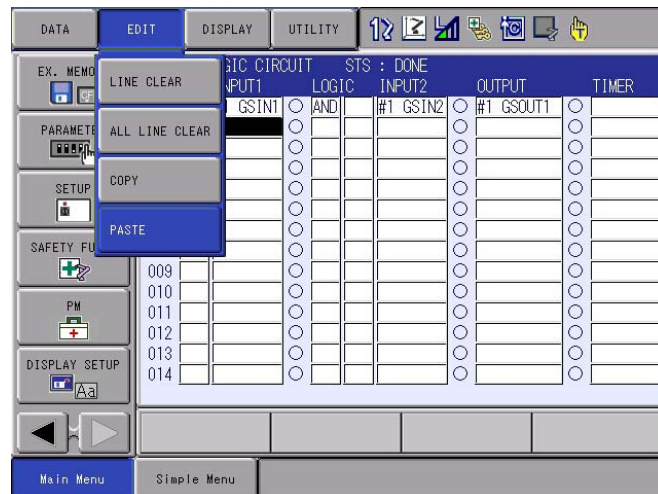 DATA EDIT DISPLAY UTILITY
EX. MEMO
PARAMETE
SETUP
SAFETY FU
PM
DISPLAY SETUP
LINE CLEAR
ALL LINE CLEAR
COPY
PASTE
GIC CIRCUIT STS : DONE
NPUT1 LOGIC INPUT2 OUTPUT TIMER
GSIN1 AND #1 GSIN2 #1 GSOUT1
009
010
011
012
013
014
Main Menu Simple Menu